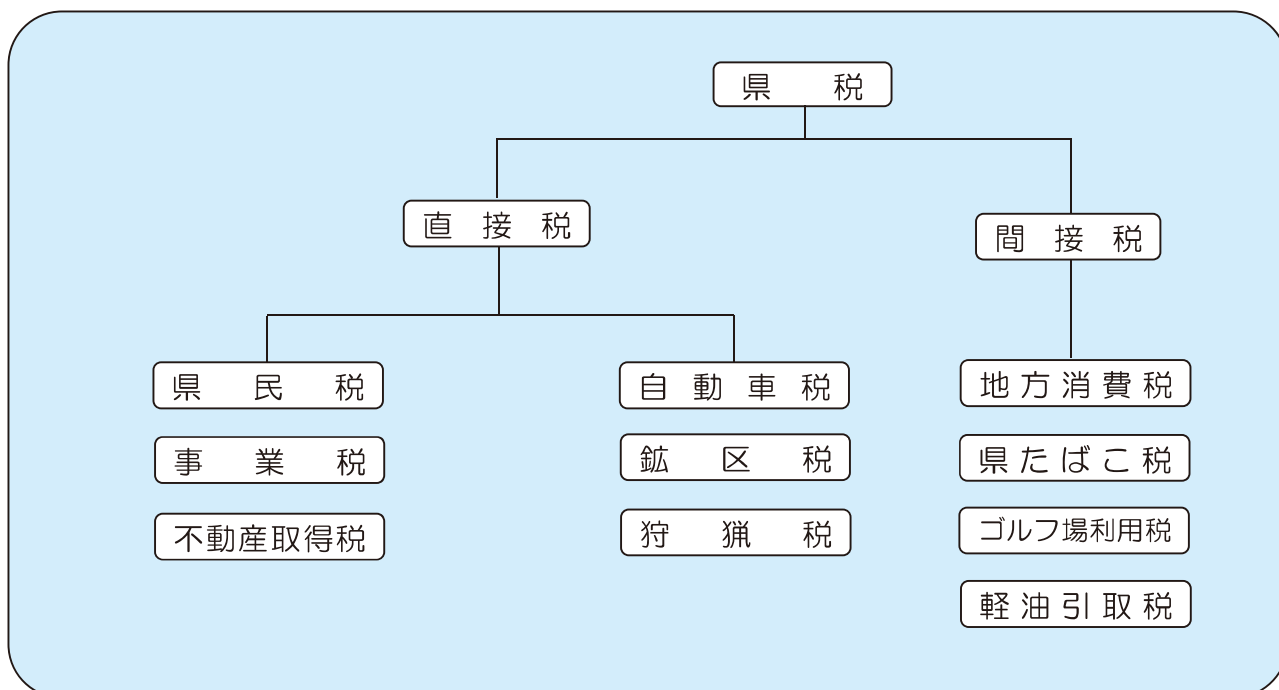 県税
直接税
間接税
県民税
事業税
不動産取得税
自動車税
鉱区税
狩猟税
地方消費税
県たばこ税
ゴルフ場利用税
軽油引取税